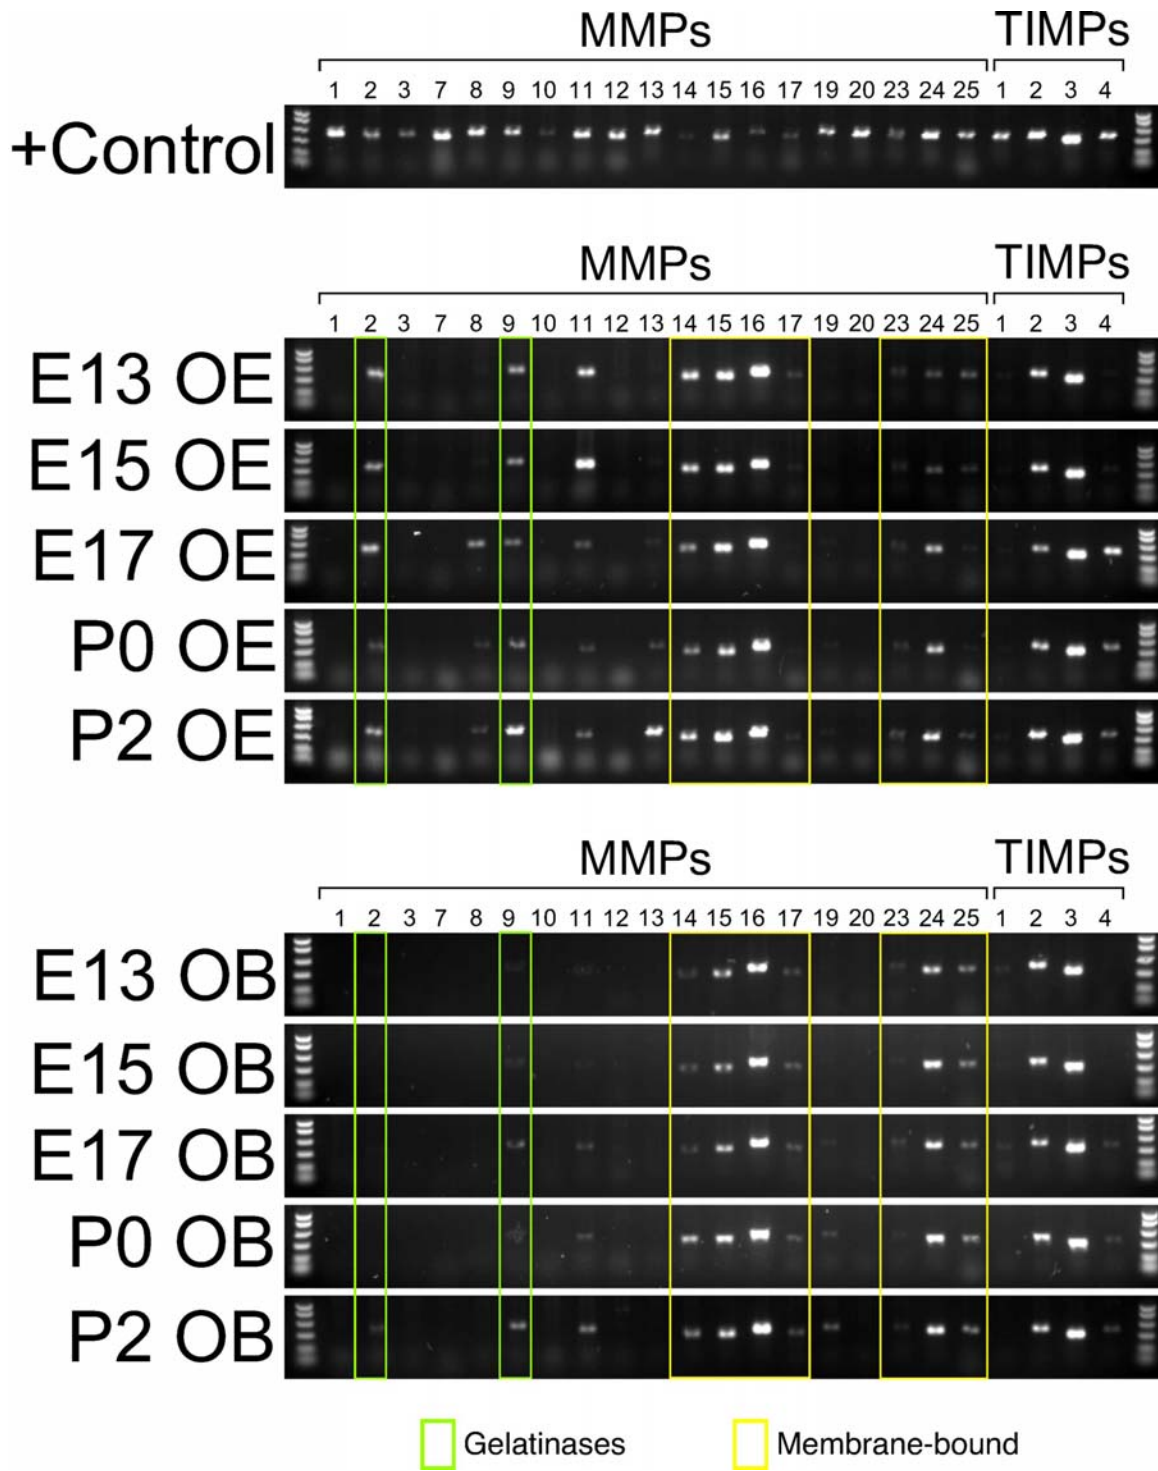 MMPs TIMPs
1 2 3 7 8 9 10 11 12 13 14 15 16 17 19 20 23 24 25 1 2 3 4
+Control
MMPs TIMPs
1 2 3 7 8 9 10 11 12 13 14 15 16 17 19 20 23 24 25 1 2 3 4
E13 OE
E15 OE
E17 OE
P0 OE
P2 OE
MMPs TIMPs
1 2 3 7 8 9 10 11 12 13 14 15 16 17 19 20 23 24 25 1 2 3 4
E13 OB
E15 OB
E17 OB
P0 OB
P2 OB
Gelatinases Membrane-bound